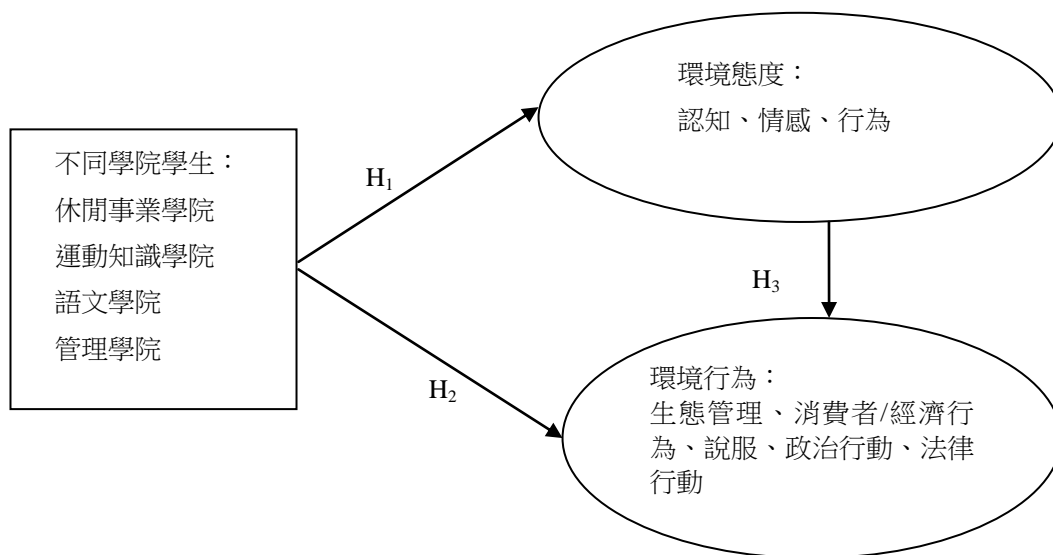 不同學院學生：
休閒事業學院
運動知識學院
語文學院
管理學院
H₁
H₂
環境態度：
認知、情感、行為
H₃
環境行為：
生態管理、消費者/經濟行
為、說服、政治行動、法律
行動